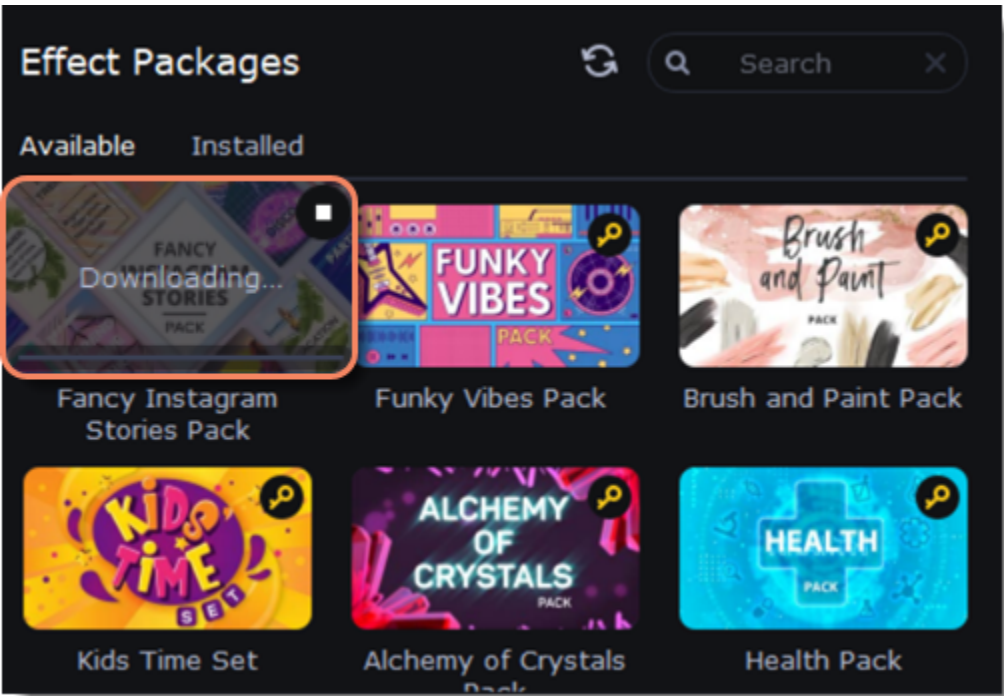 Effect Packages
Search
Available
Installed
FANCY
INSTAGRAM
STORIES
PACK
Downloading...
FUNKY
VIBES
PACK
Brush
and Paint
PACK
Fancy Instagram
Stories Pack
Funky Vibes Pack
Brush and Paint Pack
KiDS
TiME
SET
ALCHEMY
OF
CRYSTALS
PACK
HEALTH
PACK
Kids Time Set
Alchemy of Crystals
Pack
Health Pack